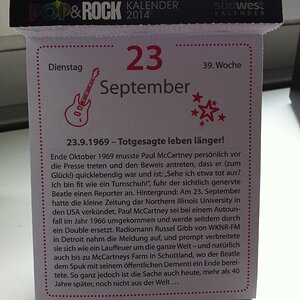 POP & ROCK KALENDER 2014
südwest
KALENDER
Dienstag 23 39. Woche
September
23.9.1969 – Totgesagte leben länger!
Ende Oktober 1969 musste Paul McCartney persönlich vor
die Presse treten und den Beweis antreten, dass er (zum
Glück!) quicklebendig war und ist: „Sehe ich etwa tot aus?
Ich bin fit wie ein Turnschuh!", fuhr der sichtlich genervte
Beatle einen Reporter an. Hintergrund: Am 23. September
hatte die kleine Zeitung der Northern Illinois University in
den USA verkündet, Paul McCartney sei bei einem Autoun-
fall im Jahr 1966 umgekommen und werde seitdem durch
ein Double ersetzt. Radiomann Russel Gibb von WKNR-FM
in Detroit nahm die Meldung auf, und prompt verbreitete
sie sich wie ein Lauffeuer um die ganze Welt – und natürlich
auch bis zu McCartneys Farm in Schottland, wo der Beatle
dem Spuk mit seinem öffentlichen Dementi ein Ende berei-
tete. So ganz jedoch ist die Sache auch heute, mehr als 40
Jahre später, noch nicht aus der Welt ...